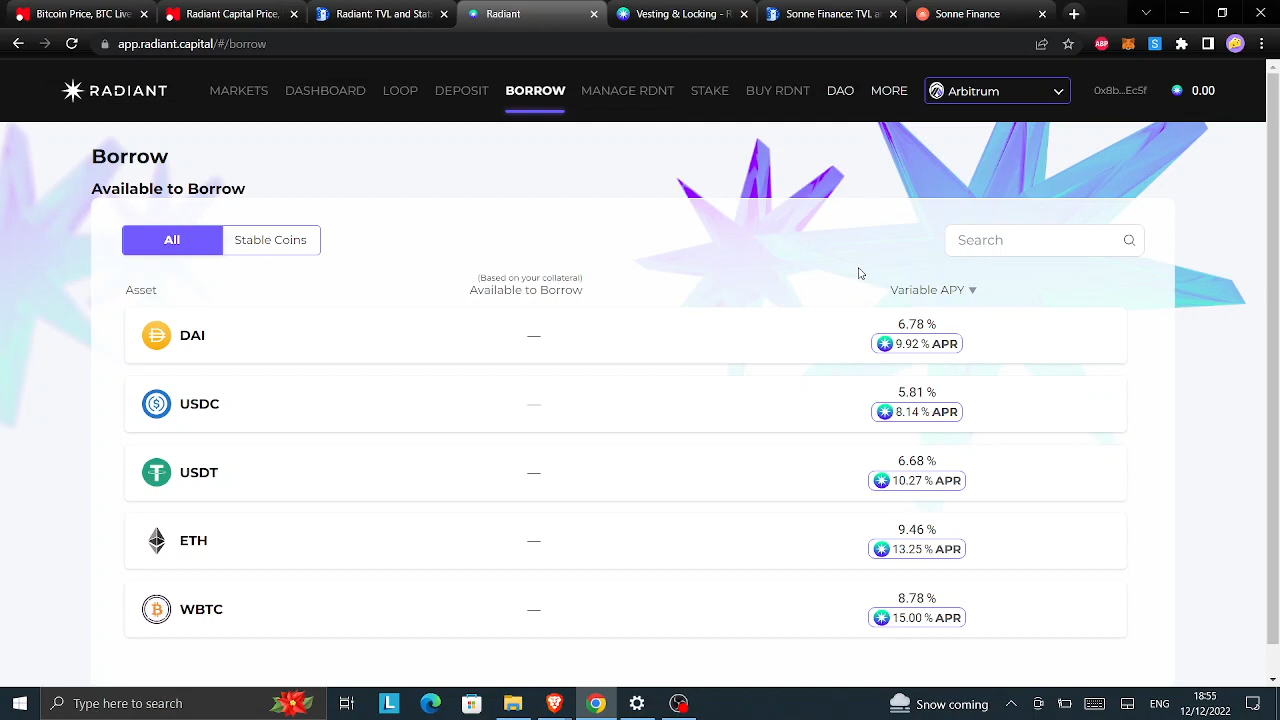 Bitcoin Price, BTC Live
Radiant Capital Price,
Radiant: TVL and Stats
Radiant
Vesting & Locking - R
Sonne Finance: TVL a
Sonne Finance
app.radiant.capital/#/borrow
RADIANT
MARKETS
DASHBOARD
LOOP
DEPOSIT
BORROW
MANAGE RDNT
STAKE
BUY RDNT
DAO
MORE
Arbitrum
0x8b...Ec5f
0.00
Borrow
Available to Borrow
All
Stable Coins
Search
Asset
(Based on your collateral)
Available to Borrow
Variable APY ▼
DAI
—
6.78 %
9.92 % APR
USDC
—
5.81 %
8.14 % APR
USDT
—
6.68 %
10.27 % APR
ETH
—
9.46 %
13.25 % APR
WBTC
—
8.78 %
15.00 % APR
Type here to search
Snow coming
ENG
18:55
12/12/2022